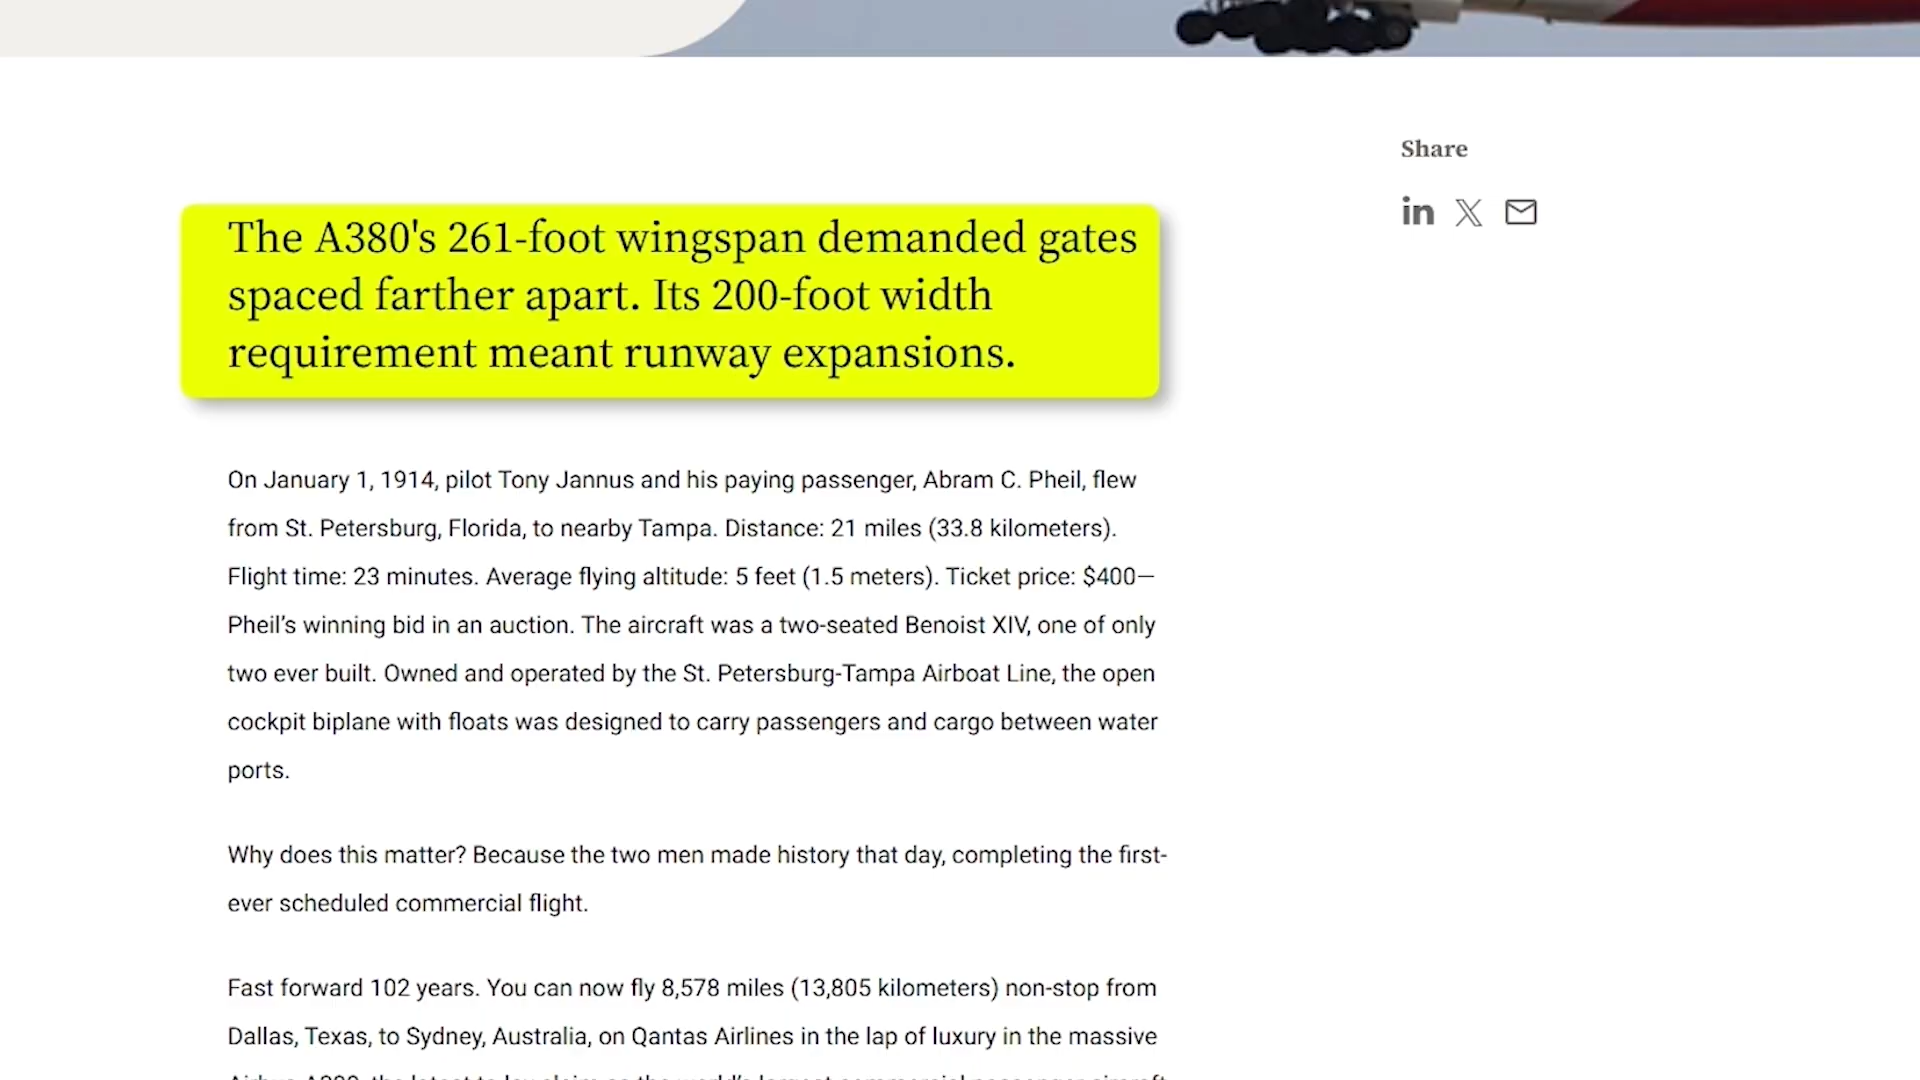 Share
in
The A380's 261-foot wingspan demanded gates
spaced farther apart. Its 200-foot width
requirement meant runway expansions.
On January 1, 1914, pilot Tony Jannus and his paying passenger, Abram C. Pheil, flew
from St. Petersburg, Florida, to nearby Tampa. Distance: 21 miles (33.8 kilometers).
Flight time: 23 minutes. Average flying altitude: 5 feet (1.5 meters). Ticket price: $400—
Pheil’s winning bid in an auction. The aircraft was a two-seated Benoist XIV, one of only
two ever built. Owned and operated by the St. Petersburg-Tampa Airboat Line, the open
cockpit biplane with floats was designed to carry passengers and cargo between water
ports.
Why does this matter? Because the two men made history that day, completing the first-
ever scheduled commercial flight.
Fast forward 102 years. You can now fly 8,578 miles (13,805 kilometers) non-stop from
Dallas, Texas, to Sydney, Australia, on Qantas Airlines in the lap of luxury in the massive